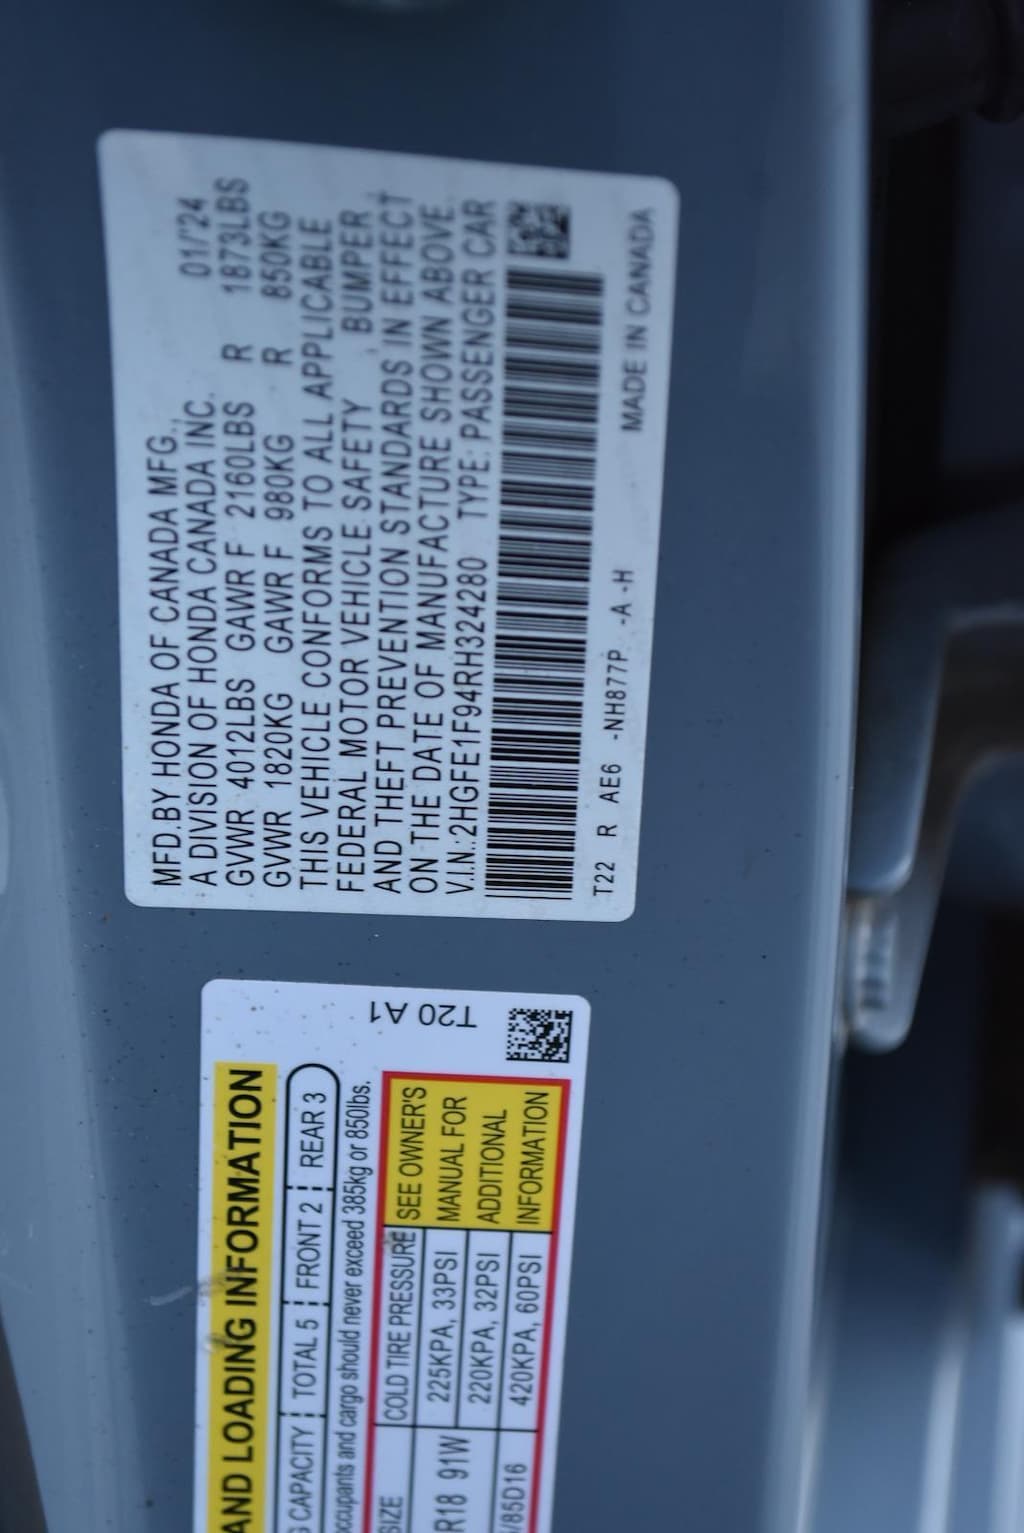 MFD.BY HONDA OF CANADA MFG.,
A DIVISION OF HONDA CANADA INC. 01/'24
GVWR 4012LBS GAWR F 2160LBS R 1873LBS
GVWR 1820KG GAWR F 980KG R 850KG
THIS VEHICLE CONFORMS TO ALL APPLICABLE
FEDERAL MOTOR VEHICLE SAFETY , BUMPER,
AND THEFT PREVENTION STANDARDS IN EFFECT
ON THE DATE OF MANUFACTURE SHOWN ABOVE.
V.I.N.:2HGFE1F94RH324280 TYPE: PASSENGER CAR
T22 R AE6 -NH877P -A -H MADE IN CANADA
T20 A1
AND LOADING INFORMATION
CAPACITY TOTAL 5 FRONT 2 REAR 3
occupants and cargo should never exceed 385kg or 850lbs.
SIZE COLD TIRE PRESSURE SEE OWNER'S
R18 91W 225KPA, 33PSI MANUAL FOR
220KPA, 32PSI ADDITIONAL
/85D16 420KPA, 60PSI INFORMATION